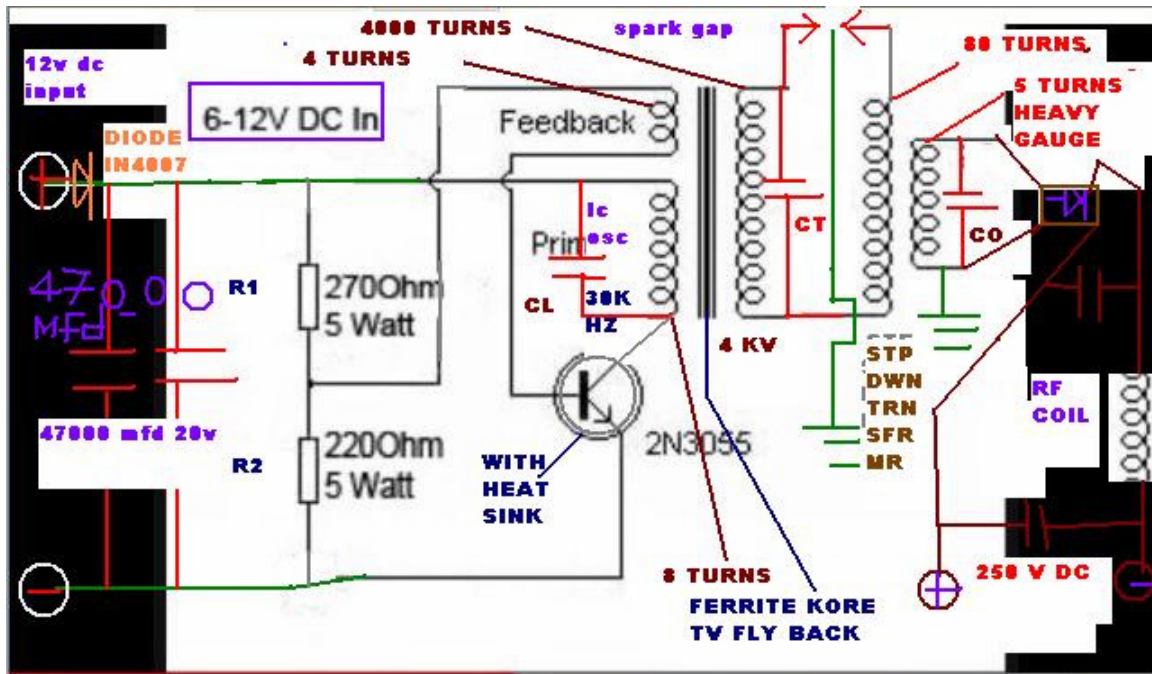 12v dc
input
6-12V DC In
DIODE
IN4007
4700_0
Mfd
47000 mfd 20v
R1
R2
270Ohm
5 Watt
220Ohm
5 Watt
4000 TURNS
4 TURNS
Feedback
Prim
CL
Ic
osc
30K
HZ
WITH
HEAT
SINK
2N3055
8 TURNS
FERRITE KORE
TV FLY BACK
4 KV
spark gap
CT
80 TURNS
5 TURNS
HEAVY
GAUGE
CO
STP
DWN
TRN
SFR
MR
RF
COIL
250 V DC